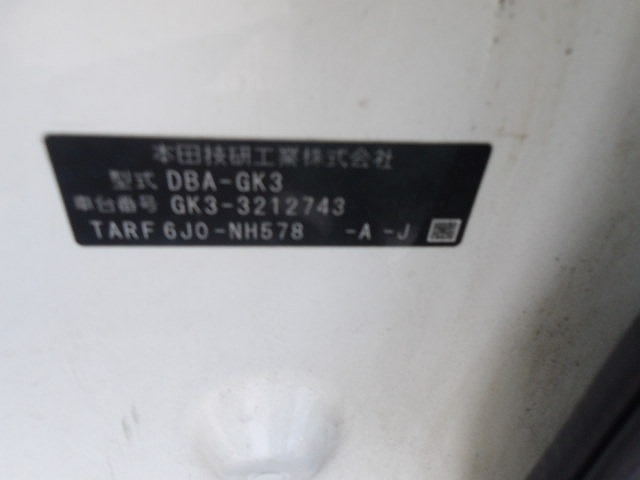 本田技研工業株式会社
型式 DBA-GK3
車台番号 GK3-3212743
TARF 6J0-NH578 -A -J